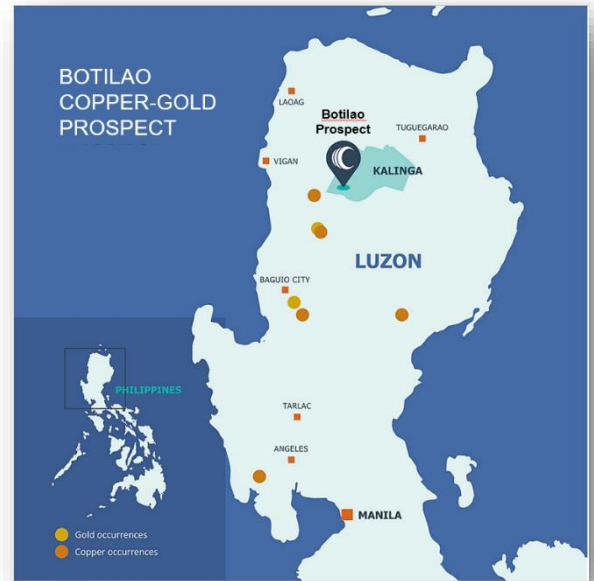 BOTILAO
COPPER-GOLD
PROSPECT
LAOAG
Botilao
Prospect
TUGUEGARAO
VIGAN
KALINGA
LUZON
BAGUIO CITY
PHILIPPINES
TARLAC
ANGELES
MANILA
Gold occurrences
Copper occurrences